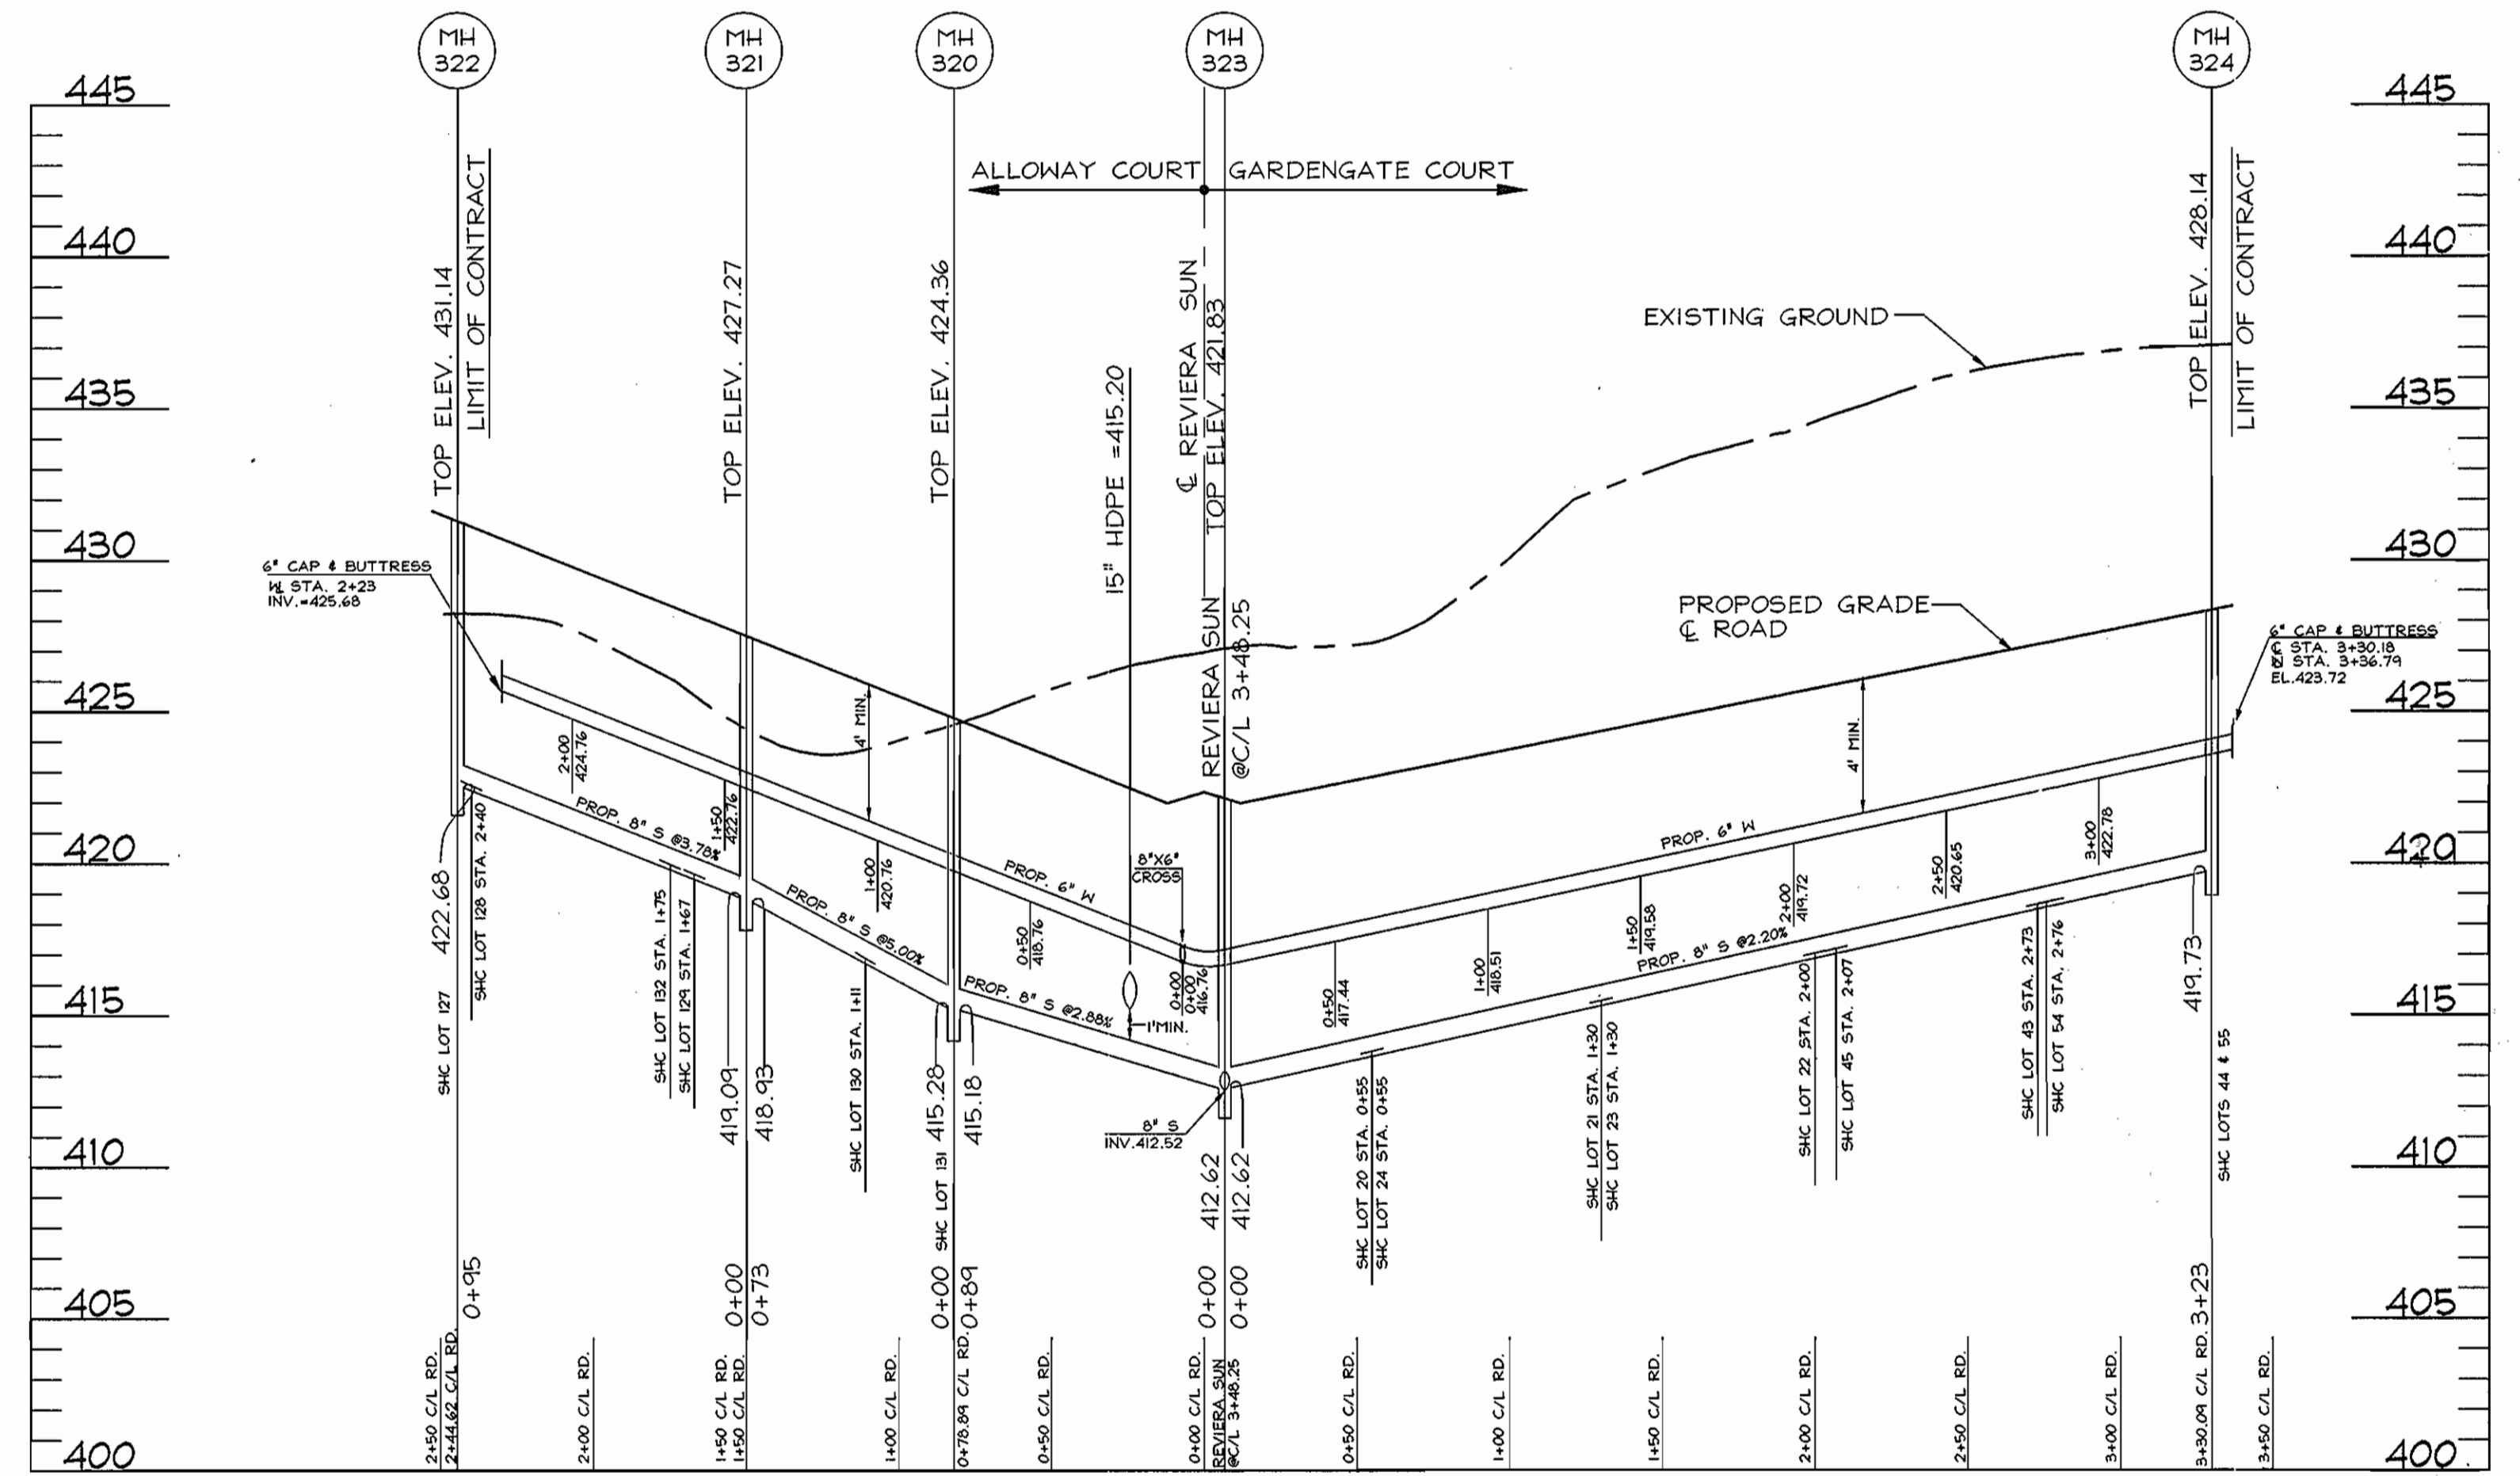 MH
322
MH
321
MH
320
MH
323
MH
324
445
440
435
430
425
420
415
410
405
400
445
440
435
430
425
420
415
410
405
400
ALLOWAY COURT
GARDENGATE COURT
TOP ELEV. 431.14
LIMIT OF CONTRACT
TOP ELEV. 427.27
TOP ELEV. 424.36
15" HDPE =415.20
℄ REVIERA SUN
TOP ELEV. 421.83
REVIERA SUN
@C/L 3+48.25
TOP ELEV. 428.14
LIMIT OF CONTRACT
EXISTING GROUND
PROPOSED GRADE
℄ ROAD
6" CAP & BUTTRESS
STA. 2+23
INV.=425.68
6" CAP & BUTTRESS
℄ STA. 3+30.18
STA. 3+36.79
EL.423.72
4' MIN.
4' MIN.
2+00
424.76
1+50
422.76
1+00
420.76
0+50
418.76
0+00
0+00
416.76
0+50
417.44
1+00
418.51
1+50
419.58
2+00
419.72
2+50
420.65
3+00
422.78
PROP. 8" S @3.78%
PROP. 8" S @5.00%
PROP. 6" W
PROP. 8" S @2.88%
8"X6"
CROSS
1'MIN.
PROP. 6" W
PROP. 8" S @2.20%
8" S
INV.412.52
SHC LOT 127
422.68
SHC LOT 128 STA. 2+40
SHC LOT 132 STA. 1+75
SHC LOT 129 STA. 1+67
419.09
418.93
SHC LOT 130 STA. 1+11
SHC LOT 131
415.28
415.18
412.62
412.62
SHC LOT 20 STA. 0+55
SHC LOT 24 STA. 0+55
SHC LOT 21 STA. 1+30
SHC LOT 23 STA. 1+30
SHC LOT 22 STA. 2+00
SHC LOT 45 STA. 2+07
SHC LOT 43 STA. 2+73
SHC LOT 54 STA. 2+76
419.73
SHC LOTS 44 & 55
0+95
0+00
0+73
0+00
0+89
0+00
0+00
3+23
2+50 C/L RD.
2+44.62 C/L RD.
2+00 C/L RD.
1+50 C/L RD.
1+50 C/L RD.
1+00 C/L RD.
0+78.89 C/L RD.
0+50 C/L RD.
0+00 C/L RD.
REVIERA SUN
@C/L 3+48.25
0+50 C/L RD.
1+00 C/L RD.
1+50 C/L RD.
2+00 C/L RD.
2+50 C/L RD.
3+00 C/L RD.
3+30.09 C/L RD.
3+50 C/L RD.